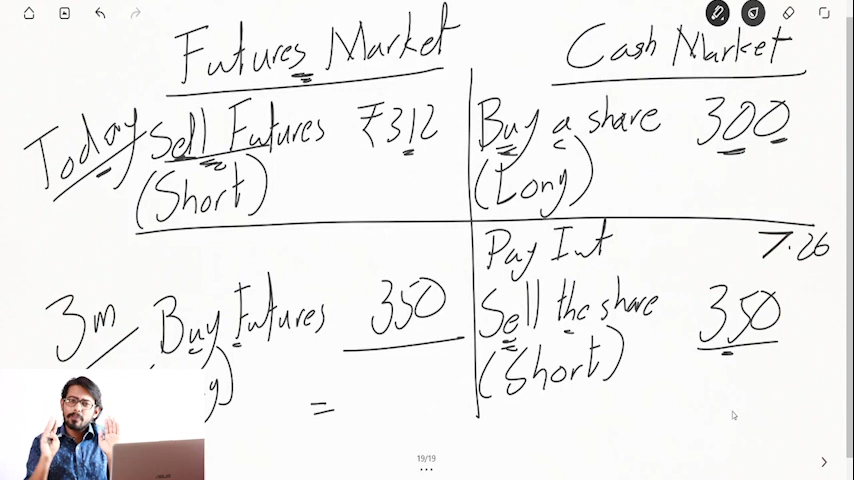 Futures Market
Cash Market
Today
Sell Futures ₹312
(Short)
Buy a share 300
(Long)
3m
Buy Futures 350
=
Pay Int 7.26
Sell the share 350
(Short)
19/19